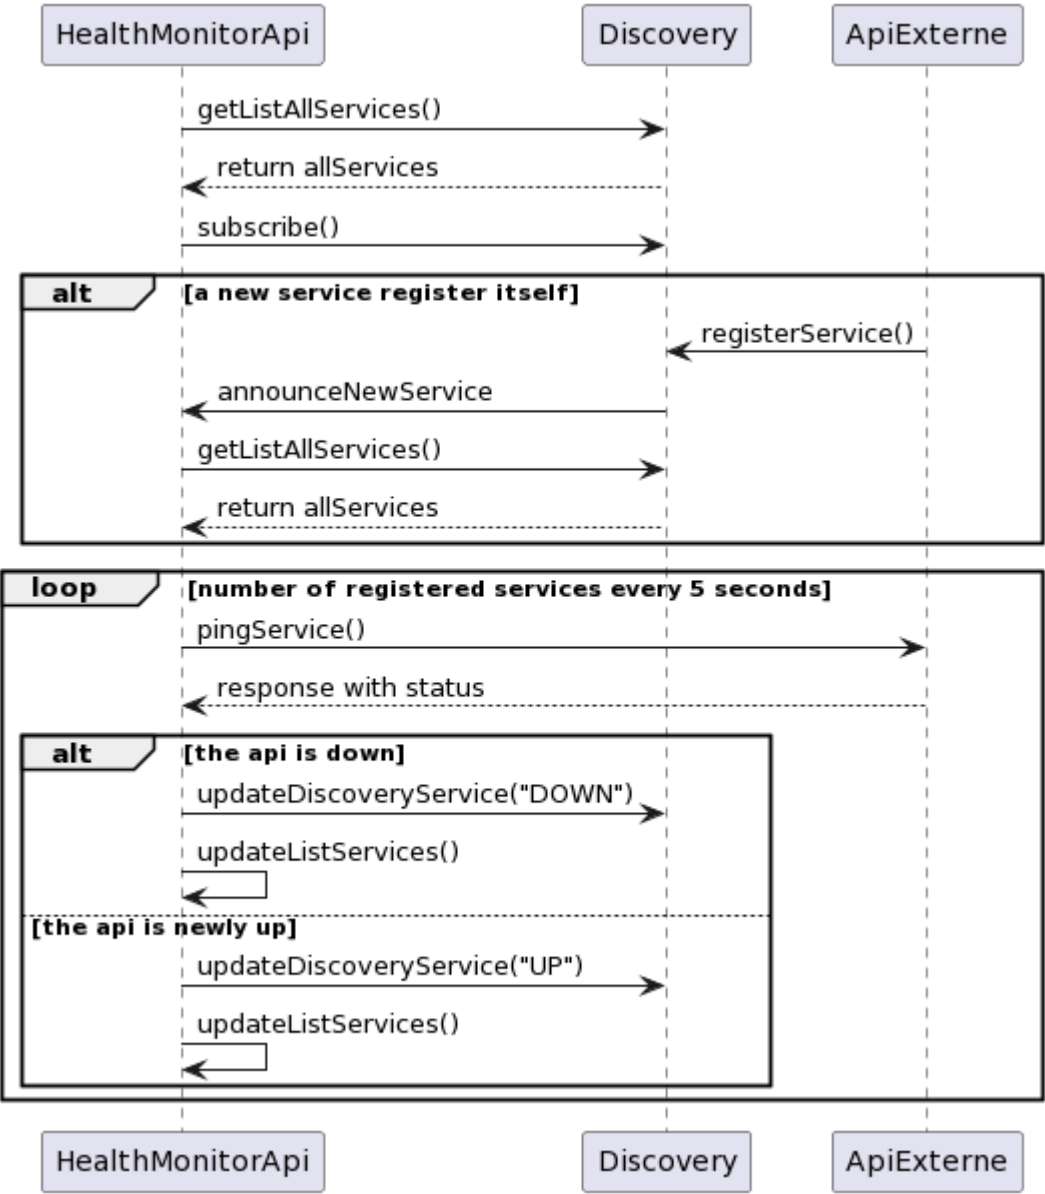 HealthMonitorApi Discovery ApiExterne
getListAllServices()
return allServices
subscribe()
alt [a new service register itself]
registerService()
announceNewService
getListAllServices()
return allServices
loop [number of registered services every 5 seconds]
pingService()
response with status
alt [the api is down]
updateDiscoveryService("DOWN")
updateListServices()
[the api is newly up]
updateDiscoveryService("UP")
updateListServices()
HealthMonitorApi Discovery ApiExterne